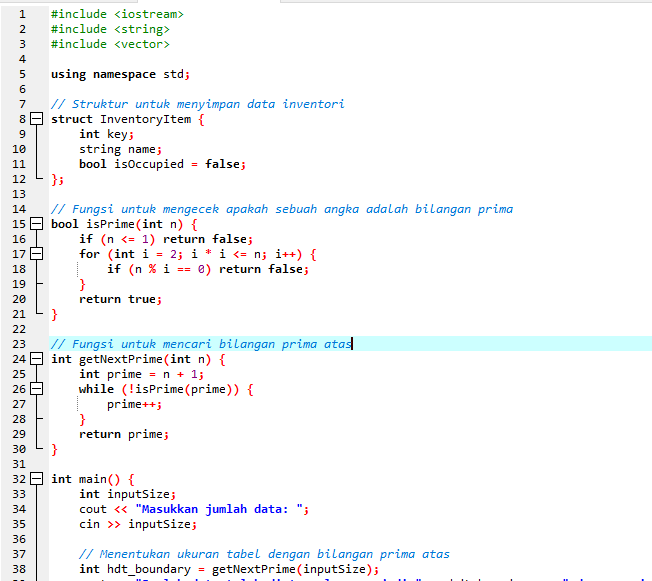 1 #include <iostream>
2 #include <string>
3 #include <vector>
4
5 using namespace std;
6
7 // Struktur untuk menyimpan data inventori
8 struct InventoryItem {
9 int key;
10 string name;
11 bool isOccupied = false;
12 };
13
14 // Fungsi untuk mengecek apakah sebuah angka adalah bilangan prima
15 bool isPrime(int n) {
16 if (n <= 1) return false;
17 for (int i = 2; i * i <= n; i++) {
18 if (n % i == 0) return false;
19 }
20 return true;
21 }
22
23 // Fungsi untuk mencari bilangan prima atas
24 int getNextPrime(int n) {
25 int prime = n + 1;
26 while (!isPrime(prime)) {
27 prime++;
28 }
29 return prime;
30 }
31
32 int main() {
33 int inputSize;
34 cout << "Masukkan jumlah data: ";
35 cin >> inputSize;
36
37 // Menentukan ukuran tabel dengan bilangan prima atas
38 int hdt_boundary = getNextPrime(inputSize);